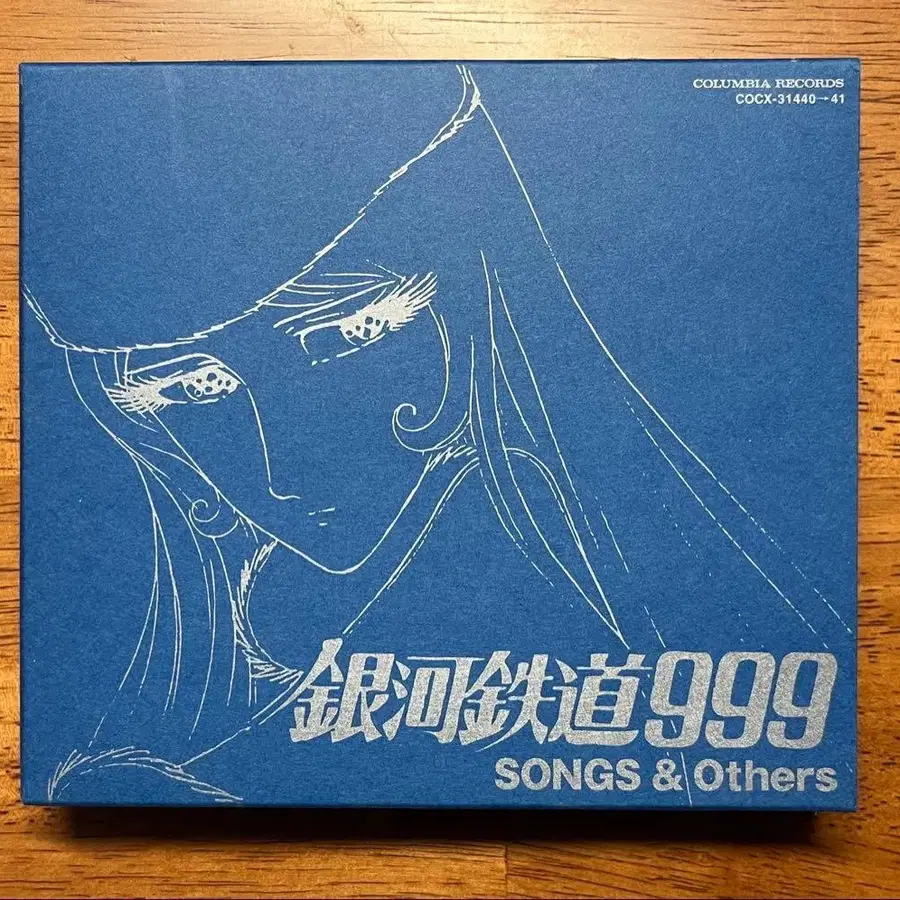 COLUMBIA RECORDS
COCX-31440→41
銀河鉄道999
SONGS & Others